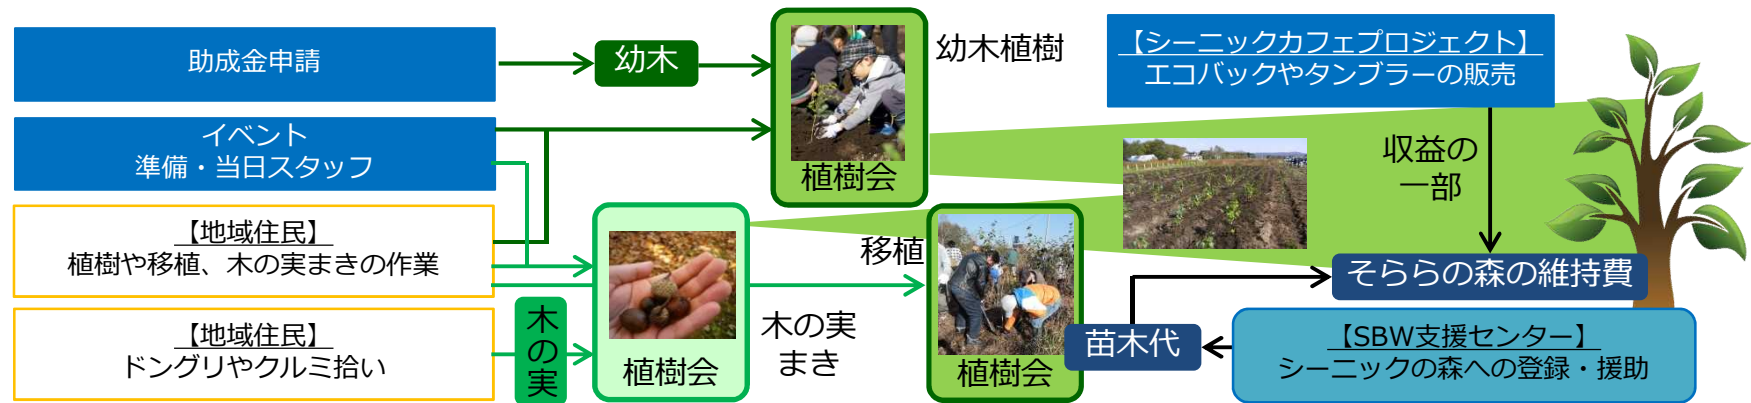 助成金申請
幼木
植樹会
幼木植樹
【シーニックカフェプロジェクト】
エコバックやタンブラーの販売
イベント
準備・当日スタッフ
収益の
一部
【地域住民】
植樹や移植、木の実まきの作業
移植
そららの森の維持費
【地域住民】
ドングリやクルミ拾い
木の実
植樹会
木の実
まき
植樹会
苗木代
【SBW支援センター】
シーニックの森への登録・援助